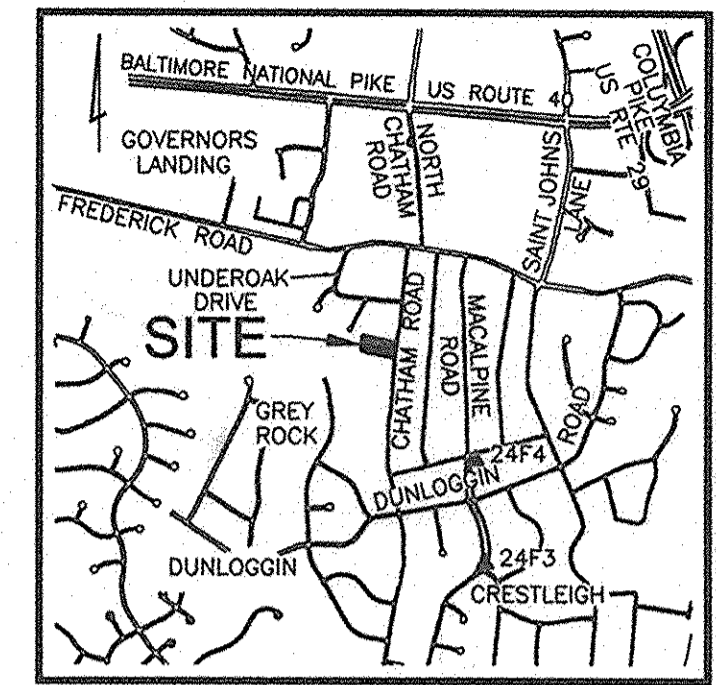 BALTIMORE NATIONAL PIKE
US ROUTE 40
COLUMBIA
PIKE
US RTE 29
GOVERNORS
LANDING
NORTH
CHATHAM
ROAD
SAINT JOHNS
LANE
FREDERICK ROAD
UNDEROAK
DRIVE
SITE
CHATHAM ROAD
MACALPINE
ROAD
ROAD
GREY
ROCK
24F4
DUNLOGGIN
DUNLOGGIN
24F3
CRESTLEIGH